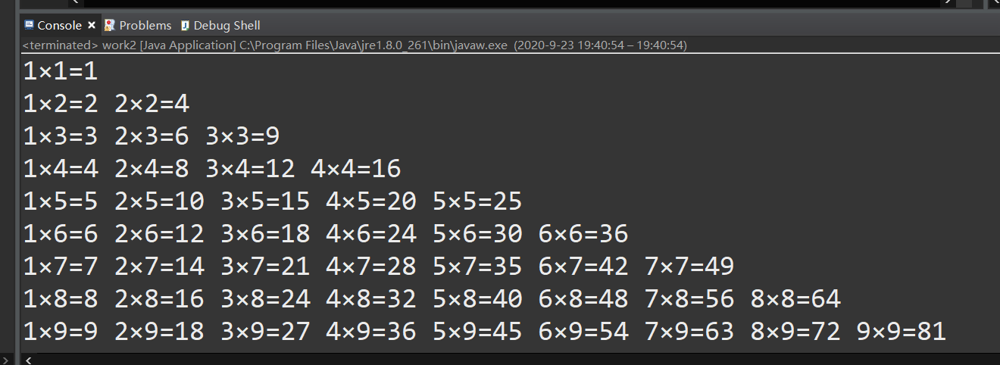 Console Problems Debug Shell
<terminated> work2 [Java Application] C:\Program Files\Java\jre1.8.0_261\bin\javaw.exe (2020-9-23 19:40:54 – 19:40:54)
1×1=1
1×2=2 2×2=4
1×3=3 2×3=6 3×3=9
1×4=4 2×4=8 3×4=12 4×4=16
1×5=5 2×5=10 3×5=15 4×5=20 5×5=25
1×6=6 2×6=12 3×6=18 4×6=24 5×6=30 6×6=36
1×7=7 2×7=14 3×7=21 4×7=28 5×7=35 6×7=42 7×7=49
1×8=8 2×8=16 3×8=24 4×8=32 5×8=40 6×8=48 7×8=56 8×8=64
1×9=9 2×9=18 3×9=27 4×9=36 5×9=45 6×9=54 7×9=63 8×9=72 9×9=81